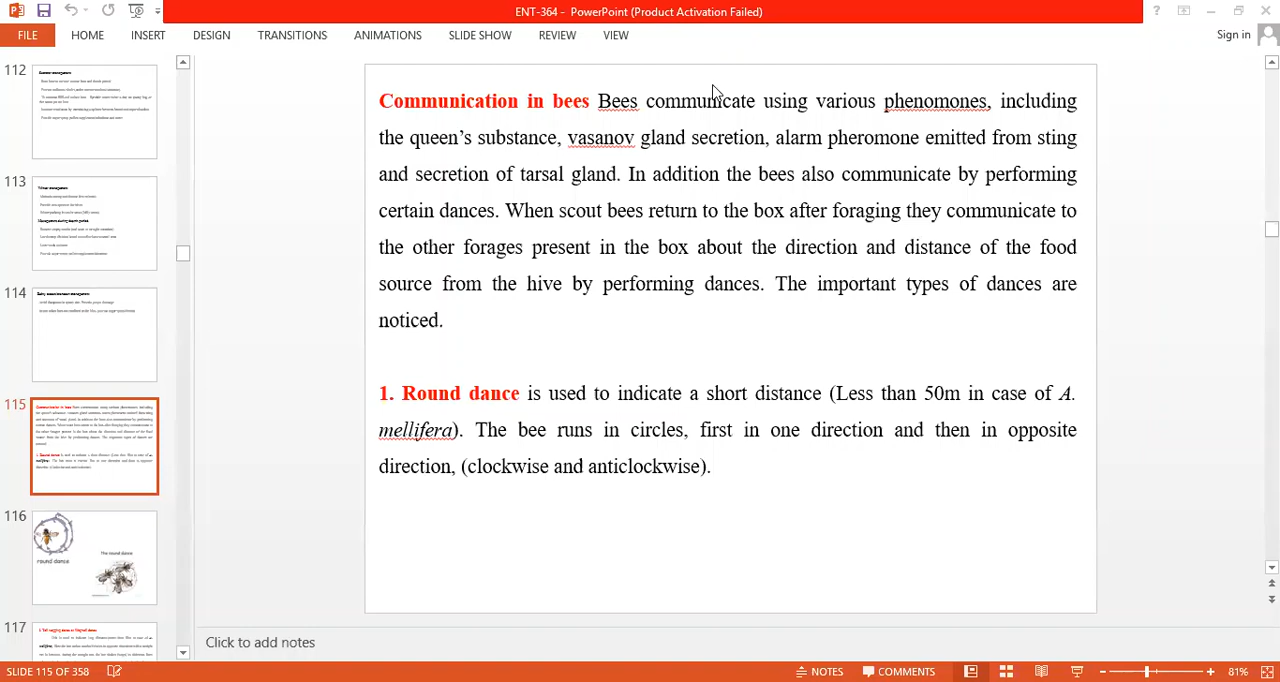 ENT-364 - PowerPoint (Product Activation Failed)
FILE HOME INSERT DESIGN TRANSITIONS ANIMATIONS SLIDE SHOW REVIEW VIEW Sign in
112
113
114
115
116
round dance
The round dance
117
Communication in bees Bees communicate using various phenomones, including
the queen's substance, vasanov gland secretion, alarm pheromone emitted from sting
and secretion of tarsal gland. In addition the bees also communicate by performing
certain dances. When scout bees return to the box after foraging they communicate to
the other forges present in the box about the direction and distance of the food
source from the hive by performing dances. The important types of dances are
noticed.
1. Round dance is used to indicate a short distance (Less than 50m in case of A.
mellifera). The bee runs in circles, first in one direction and then in opposite
direction, (clockwise and anticlockwise).
Click to add notes
SLIDE 115 OF 358 NOTES COMMENTS 81%